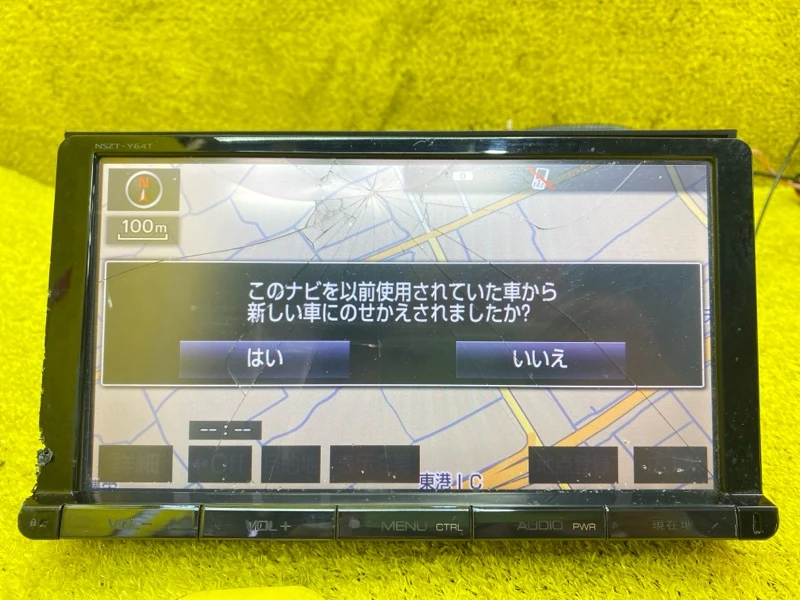 NSZT-Y64T
N
100m
このナビを以前使用されていた車から
新しい車にのせかえされましたか?
はい
いいえ
--:--
東港IC
VOL+
MENU CTRL
AUDIO PWR
現在地